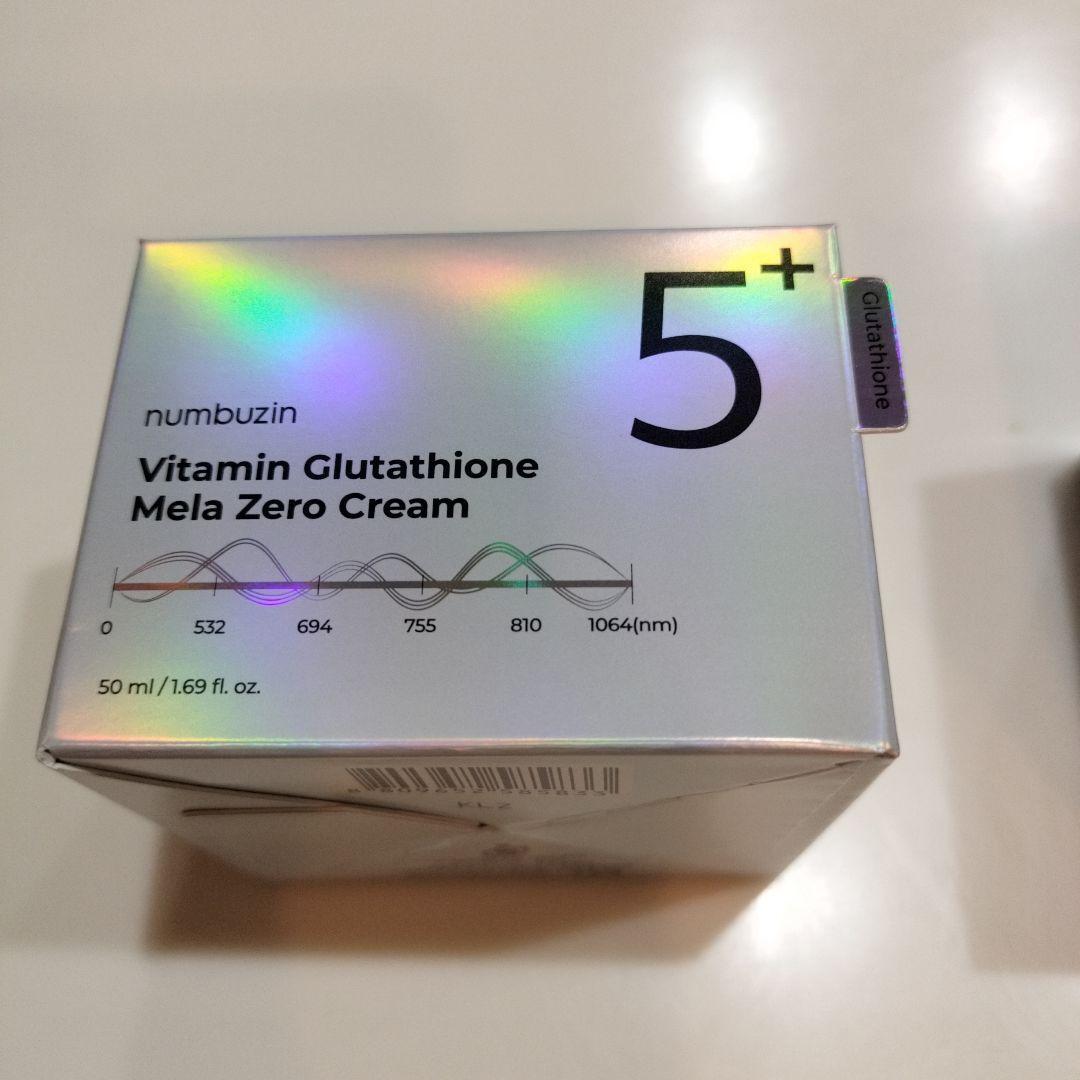 5+
Glutathione
numbuzin
Vitamin Glutathione
Mela Zero Cream
0 532 694 755 810 1064(nm)
50 ml / 1.69 fl. oz.
KL2